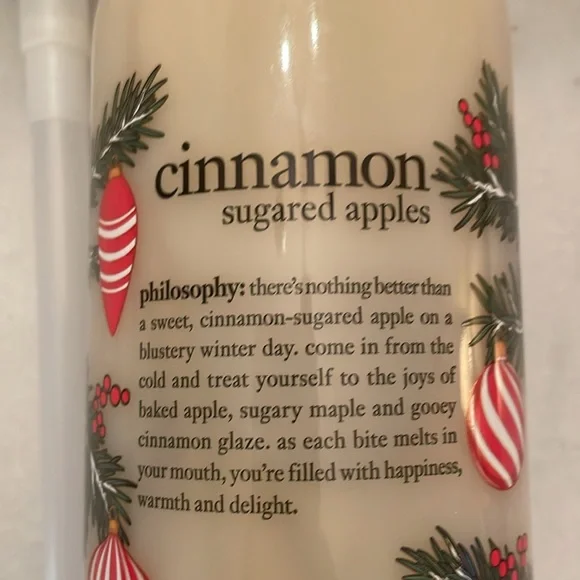 cinnamon
sugared apples
philosophy: there's nothing better than
a sweet, cinnamon-sugared apple on a
blustery winter day. come in from the
cold and treat yourself to the joys of
baked apple, sugary maple and gooey
cinnamon glaze. as each bite melts in
your mouth, you're filled with happiness,
warmth and delight.